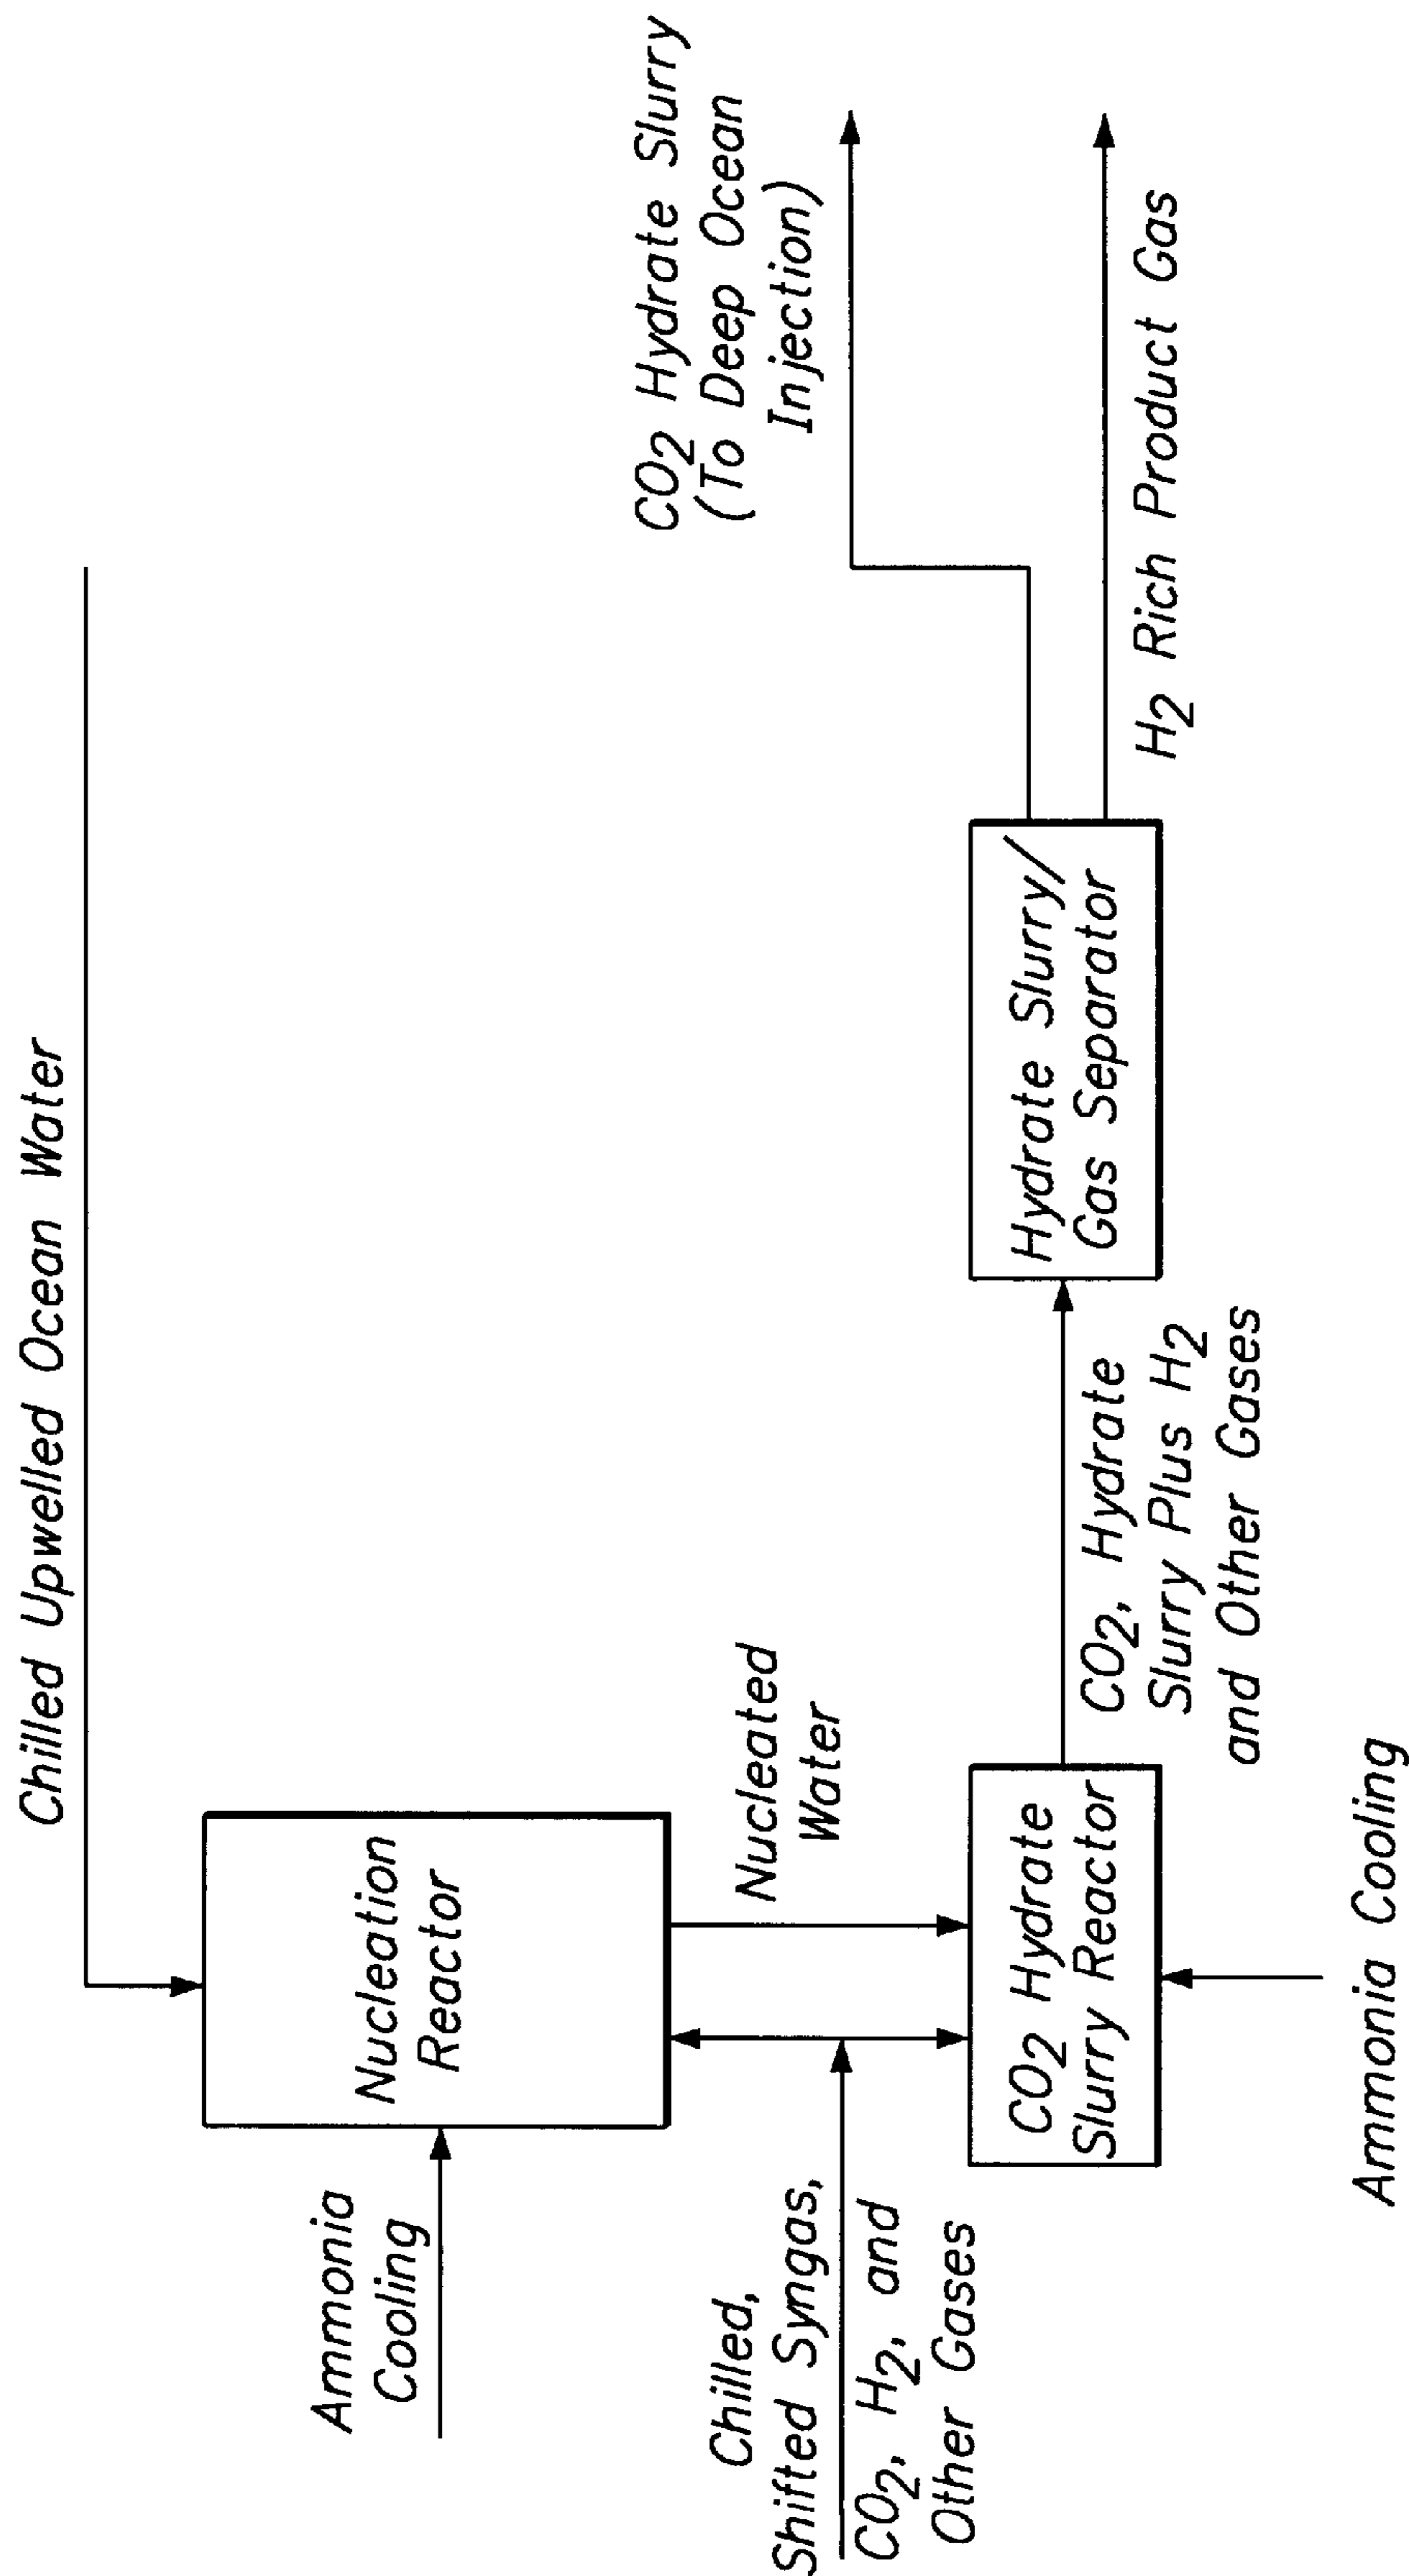 Chilled Upwelled Ocean Water
Ammonia
Cooling
Nucleation
Reactor
Chilled,
Shifted Syngas,
CO2, H2, and
Other Gases
Nucleated
Water
CO2 Hydrate
Slurry Reactor
Ammonia Cooling
CO2, Hydrate
Slurry Plus H2
and Other Gases
Hydrate Slurry/
Gas Separator
CO2 Hydrate Slurry
(To Deep Ocean
Injection)
H2 Rich Product Gas